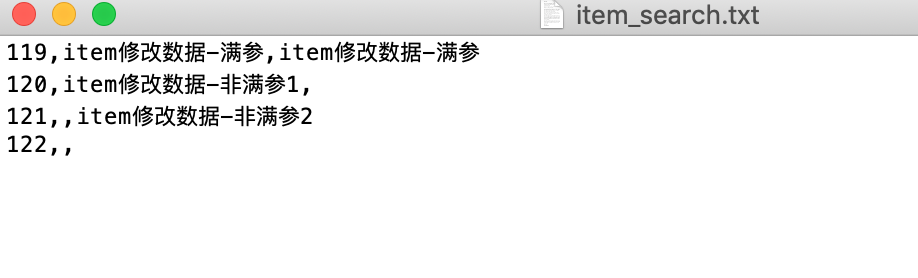 item_search.txt
119,item修改数据-满参,item修改数据-满参
120,item修改数据-非满参1,
121,,item修改数据-非满参2
122,,